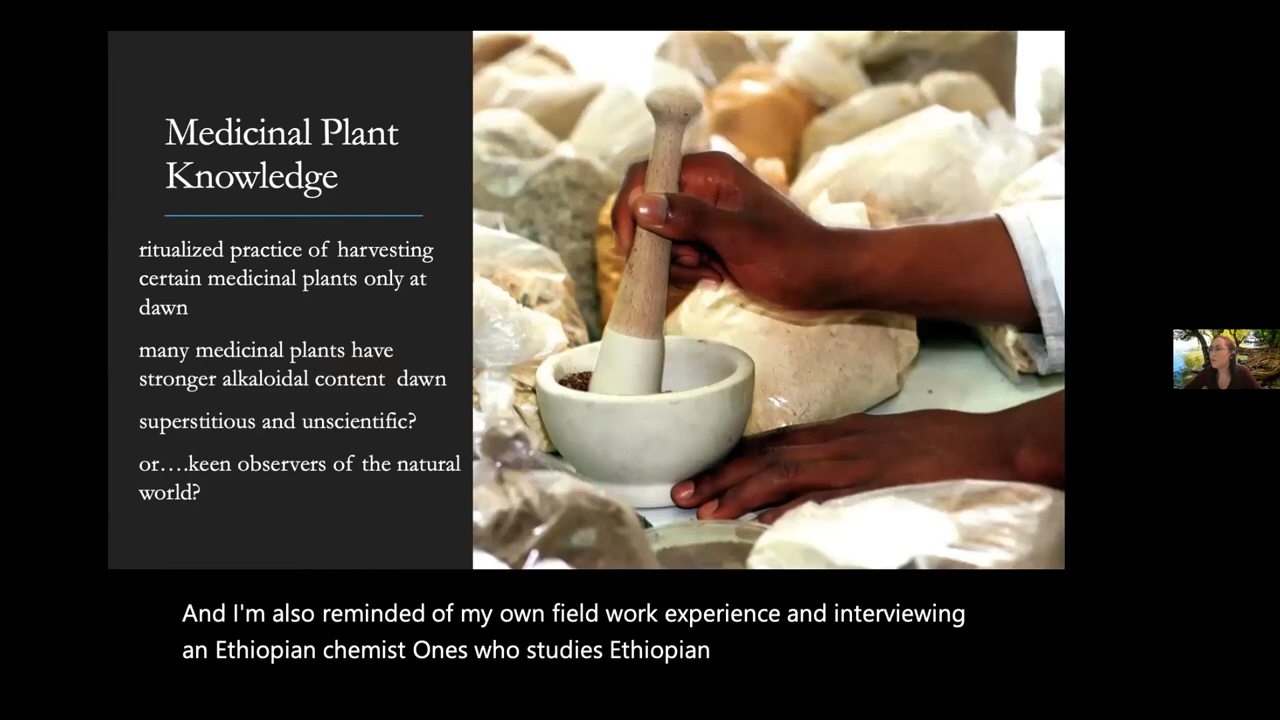 Medicinal Plant
Knowledge
ritualized practice of harvesting
certain medicinal plants only at
dawn
many medicinal plants have
stronger alkaloidal content  dawn
superstitious and unscientific?
or….keen observers of the natural
world?
And I'm also reminded of my own field work experience and interviewing
an Ethiopian chemist Ones who studies Ethiopian